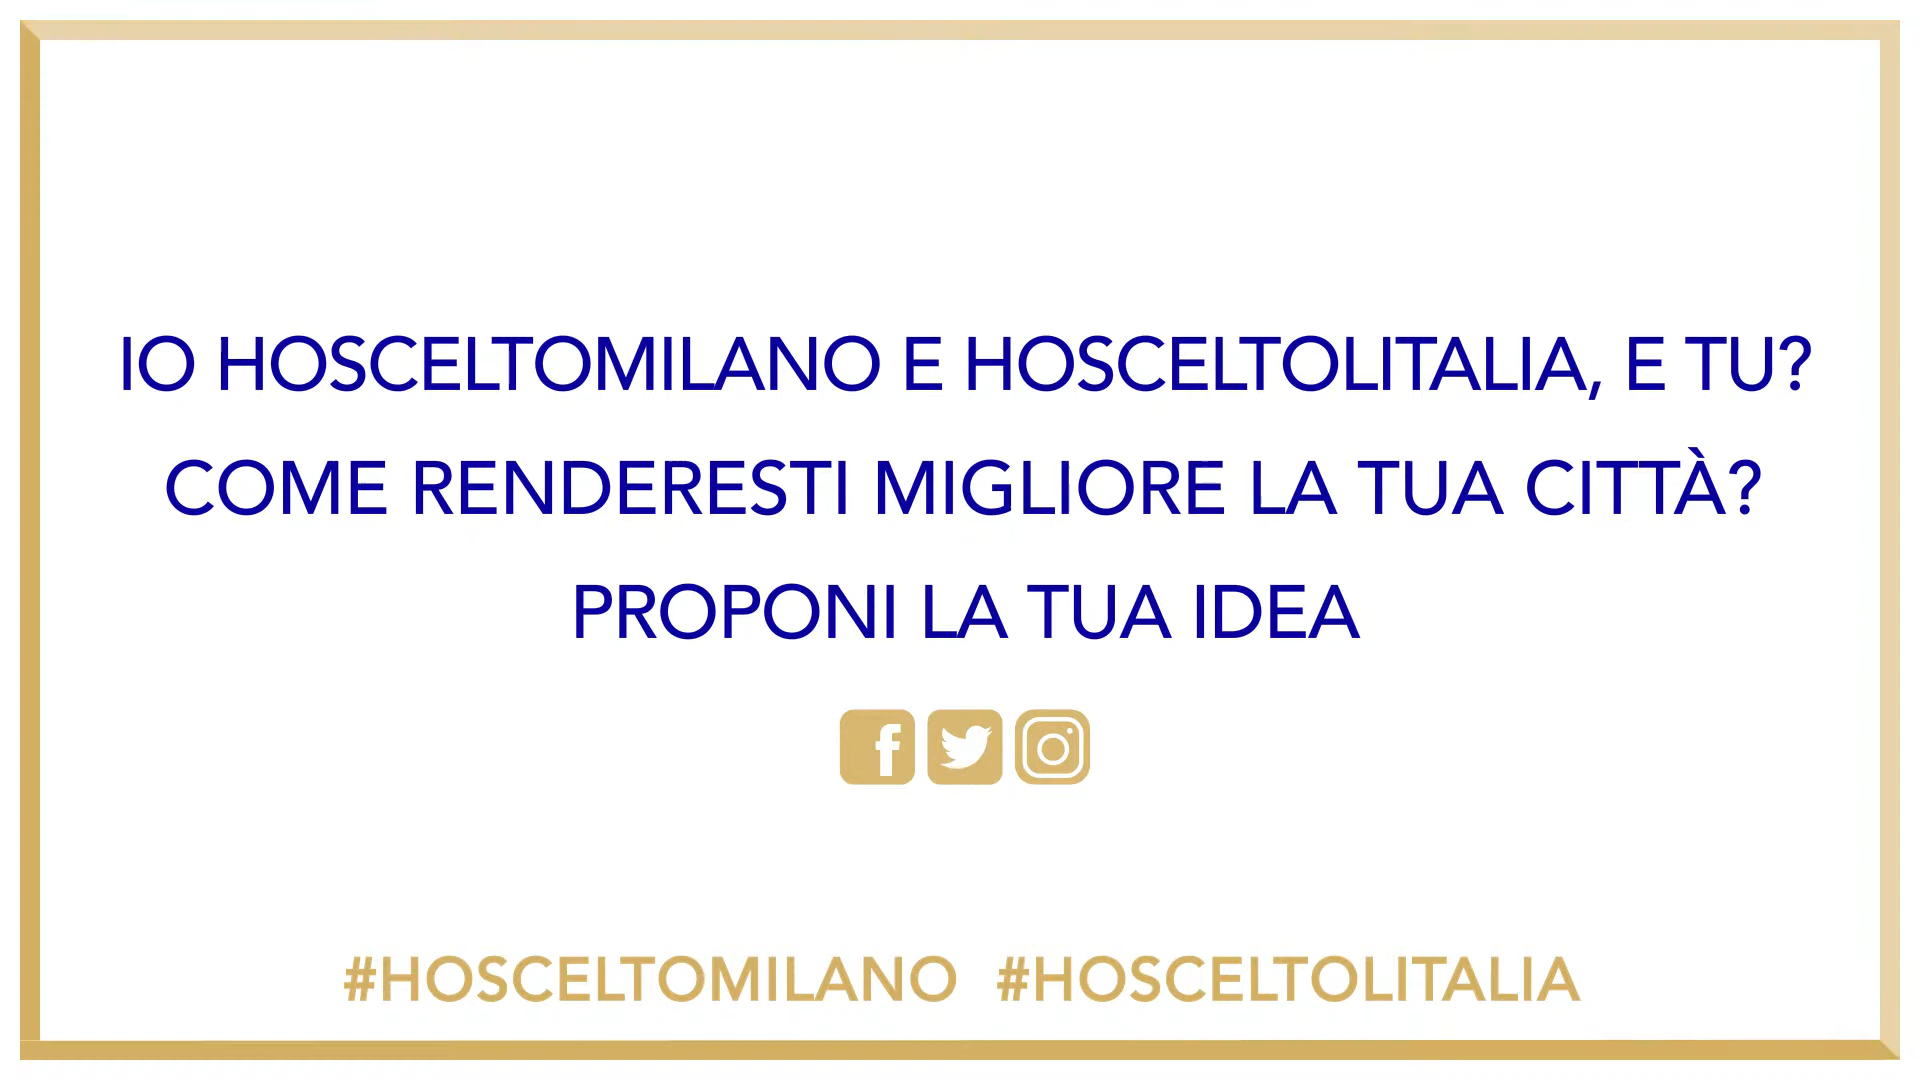 IO HOSCELTOMILANO E HOSCELTOLITALIA, E TU?
COME RENDERESTI MIGLIORE LA TUA CITTÀ?
PROPONI LA TUA IDEA
#HOSCELTOMILANO #HOSCELTOLITALIA